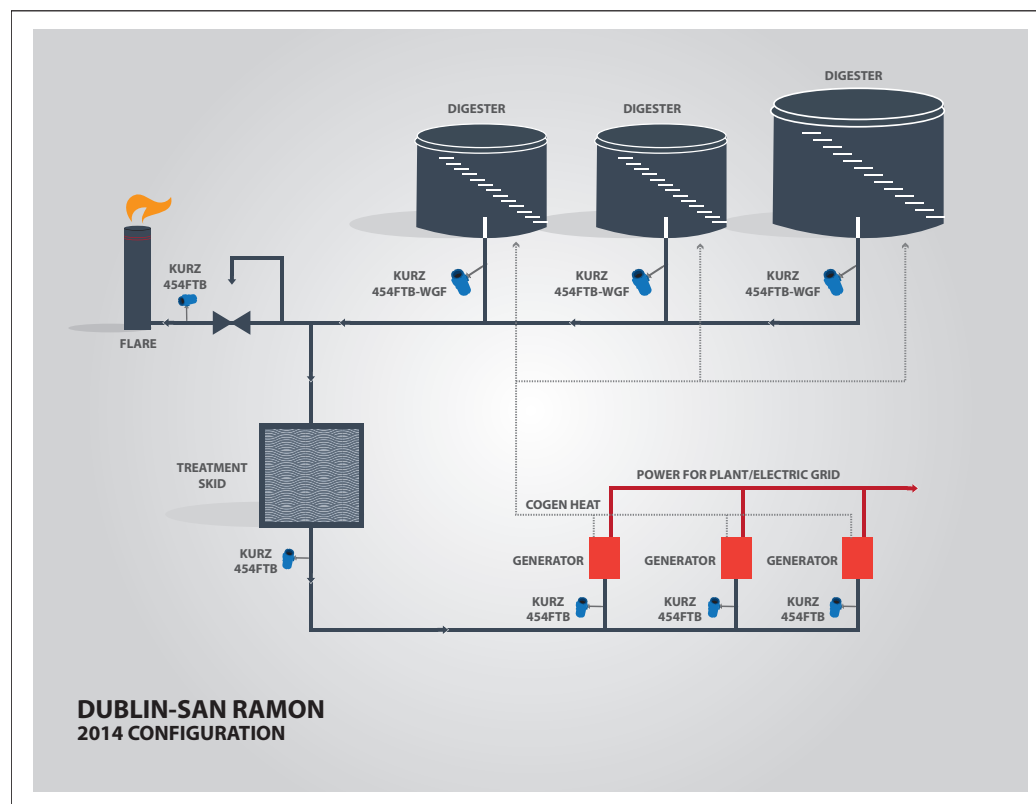 DIGESTER
DIGESTER
DIGESTER
KURZ
454FTB
KURZ
454FTB-WGF
KURZ
454FTB-WGF
KURZ
454FTB-WGF
FLARE
TREATMENT
SKID
POWER FOR PLANT/ELECTRIC GRID
COGEN HEAT
KURZ
454FTB
GENERATOR
GENERATOR
GENERATOR
KURZ
454FTB
KURZ
454FTB
KURZ
454FTB
DUBLIN-SAN RAMON
2014 CONFIGURATION